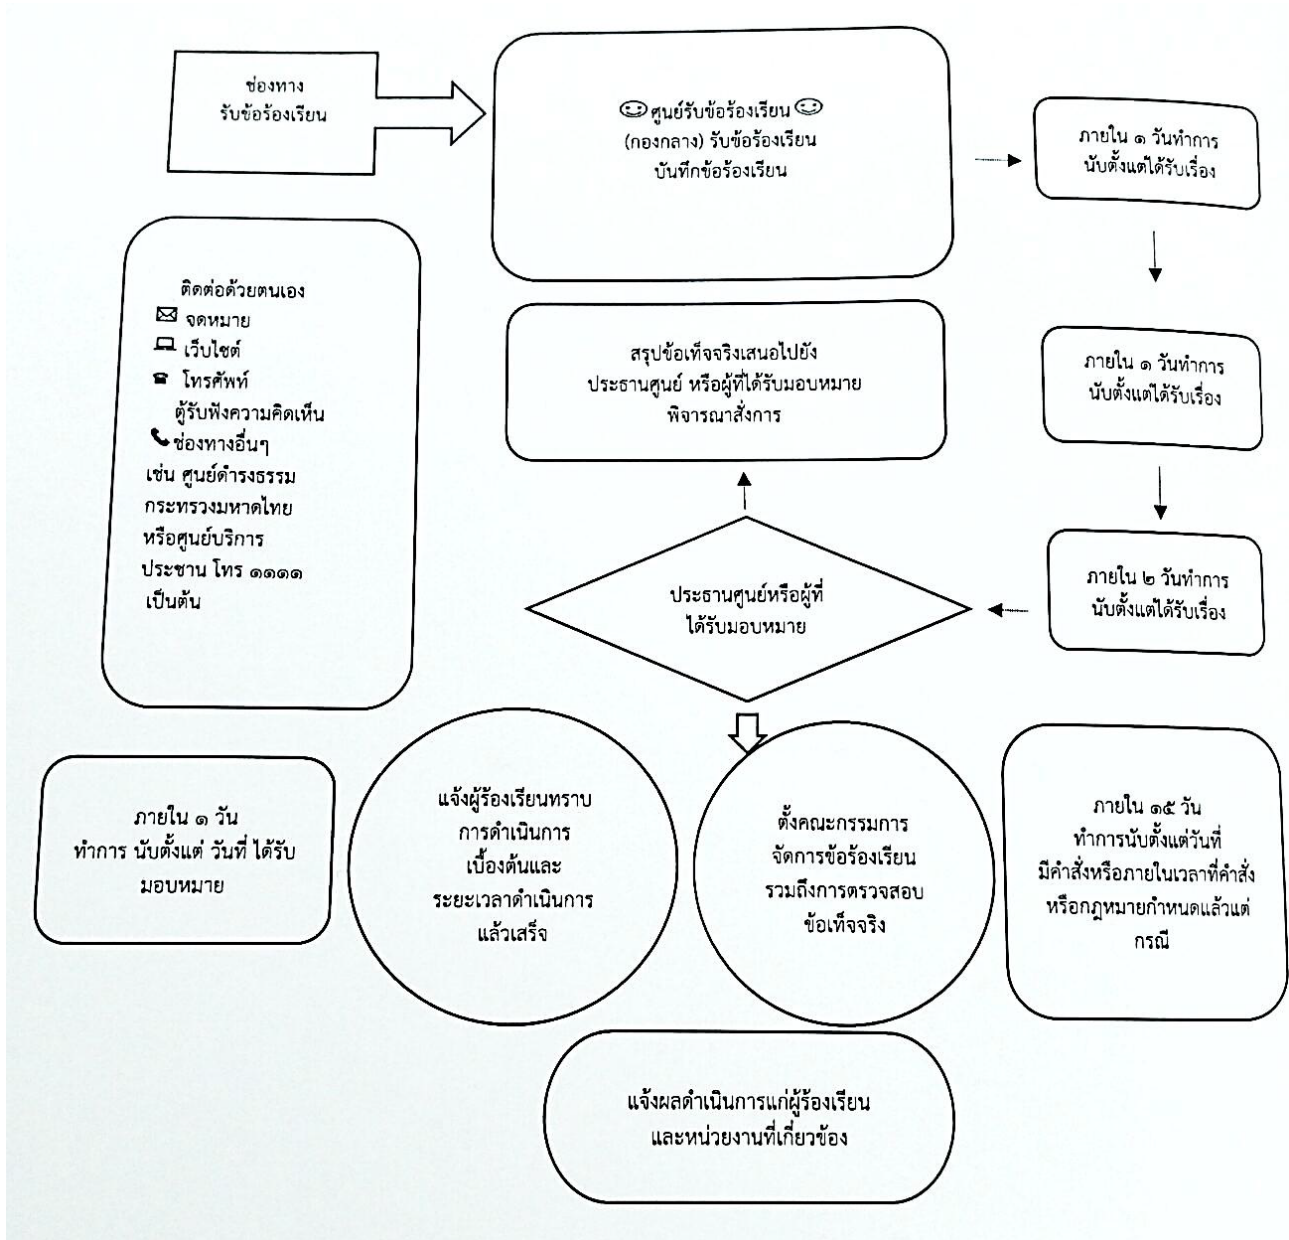 ช่องทาง
รับข้อร้องเรียน
ศูนย์รับข้อร้องเรียน
(กองกลาง) รับข้อร้องเรียน
บันทึกข้อร้องเรียน
ภายใน ๑ วันทำการ
นับตั้งแต่ได้รับเรื่อง
ติดต่อด้วยตนเอง
จดหมาย
เว็บไซต์
โทรศัพท์
ตู้รับฟังความคิดเห็น
ช่องทางอื่นๆ
เช่น ศูนย์ดำรงธรรม
กระทรวงมหาดไทย
หรือศูนย์บริการ
ประชาน โทร ๑๑๑๑
เป็นต้น
สรุปข้อเท็จจริงเสนอไปยัง
ประธานศูนย์ หรือผู้ที่ได้รับมอบหมาย
พิจารณาสั่งการ
ภายใน ๑ วันทำการ
นับตั้งแต่ได้รับเรื่อง
ประธานศูนย์หรือผู้ที่
ได้รับมอบหมาย
ภายใน ๒ วันทำการ
นับตั้งแต่ได้รับเรื่อง
ภายใน ๑ วัน
ทำการ นับตั้งแต่ วันที่ ได้รับ
มอบหมาย
แจ้งผู้ร้องเรียนทราบ
การดำเนินการ
เบื้องต้นและ
ระยะเวลาดำเนินการ
แล้วเสร็จ
ตั้งคณะกรรมการ
จัดการข้อร้องเรียน
รวมถึงการตรวจสอบ
ข้อเท็จจริง
ภายใน ๑๕ วัน
ทำการนับตั้งแต่วันที่
มีคำสั่งหรือภายในเวลาที่คำสั่ง
หรือกฎหมายกำหนดแล้วแต่
กรณี
แจ้งผลดำเนินการแก่ผู้ร้องเรียน
และหน่วยงานที่เกี่ยวข้อง